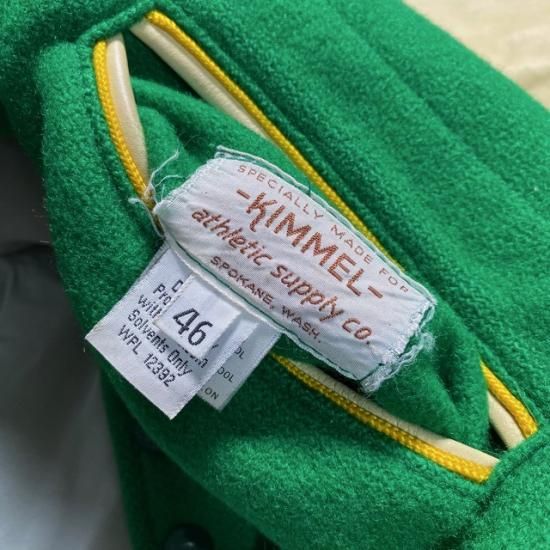 SPECIALLY MADE FOR
-KIMMEL-
athletic supply co.
SPOKANE, WASH.
46
Solvents Only
WPL 12392